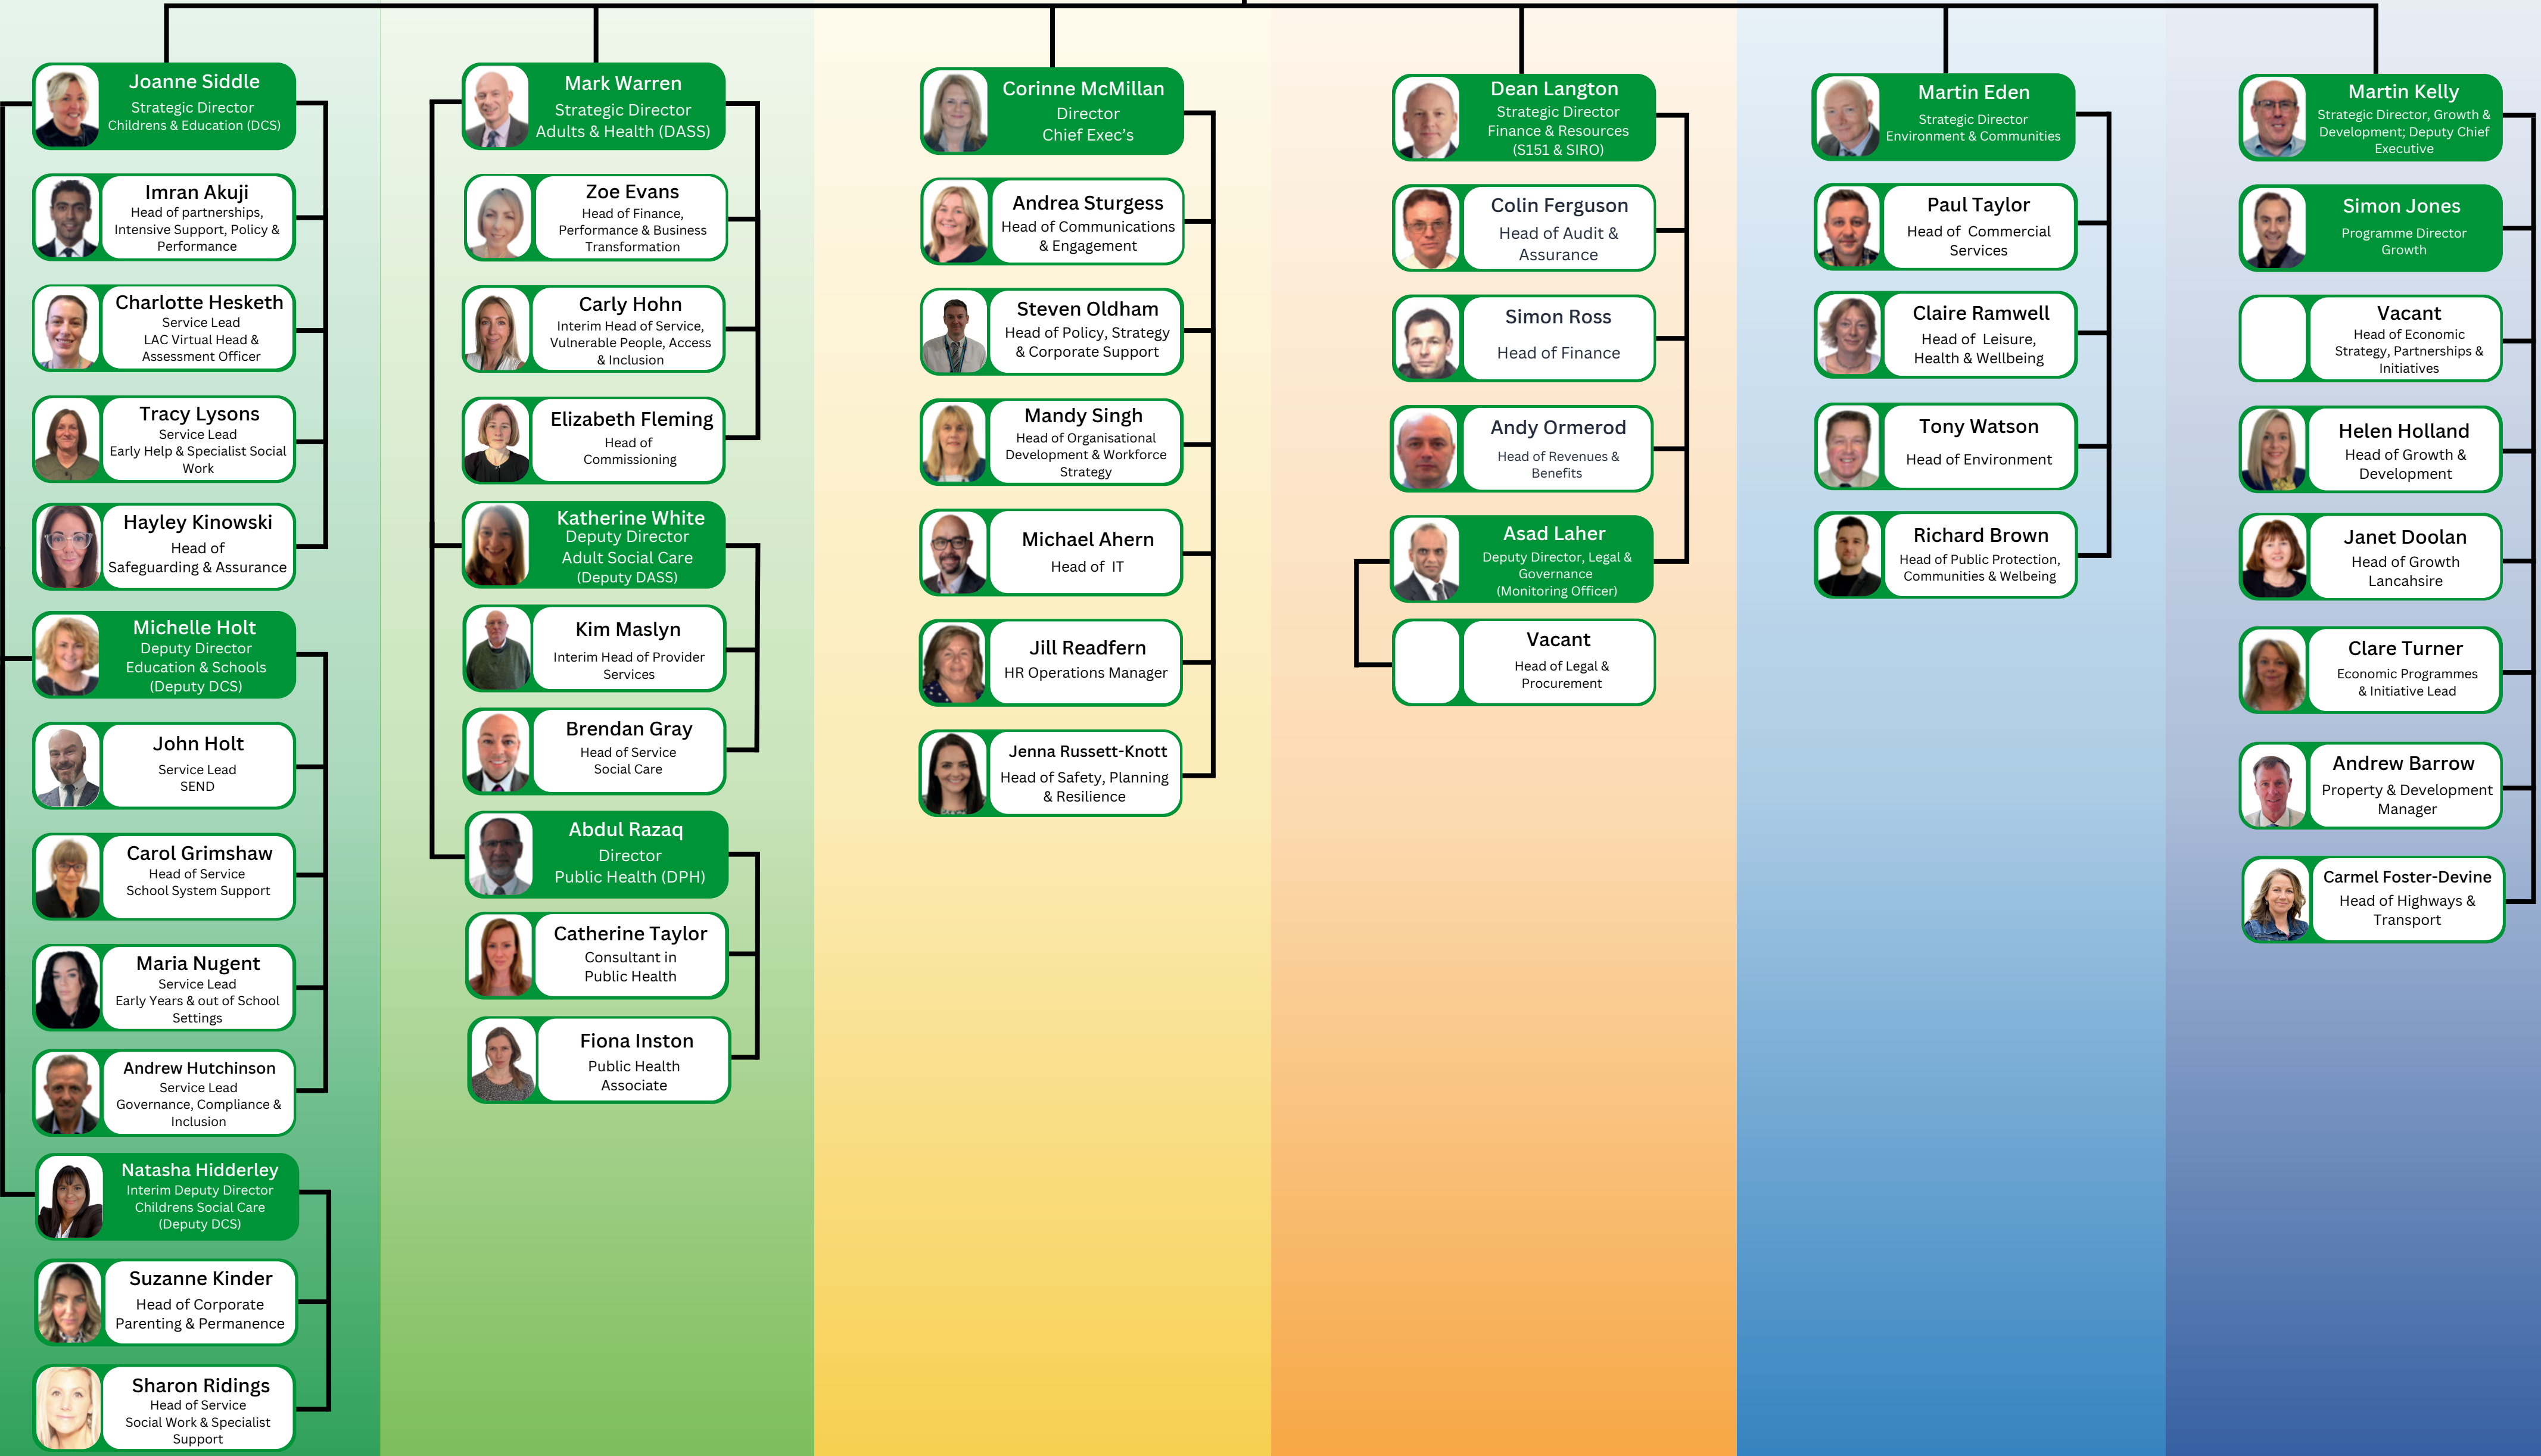 Joanne Siddle
Strategic Director
Childrens & Education (DCS)
Imran Akuji
Head of partnerships,
Intensive Support, Policy &
Performance
Charlotte Hesketh
Service Lead
LAC Virtual Head &
Assessment Officer
Tracy Lysons
Service Lead
Early Help & Specialist Social
Work
Hayley Kinowski
Head of
Safeguarding & Assurance
Michelle Holt
Deputy Director
Education & Schools
(Deputy DCS)
John Holt
Service Lead
SEND
Carol Grimshaw
Head of Service
School System Support
Maria Nugent
Service Lead
Early Years & out of School
Settings
Andrew Hutchinson
Service Lead
Governance, Compliance &
Inclusion
Natasha Hidderley
Interim Deputy Director
Childrens Social Care
(Deputy DCS)
Suzanne Kinder
Head of Corporate
Parenting & Permanence
Sharon Ridings
Head of Service
Social Work & Specialist
Support
Mark Warren
Strategic Director
Adults & Health (DASS)
Zoe Evans
Head of Finance,
Performance & Business
Transformation
Carly Hohn
Interim Head of Service,
Vulnerable People, Access
& Inclusion
Elizabeth Fleming
Head of
Commissioning
Katherine White
Deputy Director
Adult Social Care
(Deputy DASS)
Kim Maslyn
Interim Head of Provider
Services
Brendan Gray
Head of Service
Social Care
Abdul Razaq
Director
Public Health (DPH)
Catherine Taylor
Consultant in
Public Health
Fiona Inston
Public Health
Associate
Corinne McMillan
Director
Chief Exec’s
Andrea Sturgess
Head of Communications
& Engagement
Steven Oldham
Head of Policy, Strategy
& Corporate Support
Mandy Singh
Head of Organisational
Development & Workforce
Strategy
Michael Ahern
Head of IT
Jill Readfern
HR Operations Manager
Jenna Russett-Knott
Head of Safety, Planning
& Resilience
Dean Langton
Strategic Director
Finance & Resources
(S151 & SIRO)
Colin Ferguson
Head of Audit &
Assurance
Simon Ross
Head of Finance
Andy Ormerod
Head of Revenues &
Benefits
Asad Laher
Deputy Director, Legal &
Governance
(Monitoring Officer)
Vacant
Head of Legal &
Procurement
Martin Eden
Strategic Director
Environment & Communities
Paul Taylor
Head of Commercial
Services
Claire Ramwell
Head of Leisure,
Health & Wellbeing
Tony Watson
Head of Environment
Richard Brown
Head of Public Protection,
Communities & Welbeing
Martin Kelly
Strategic Director, Growth &
Development; Deputy Chief
Executive
Simon Jones
Programme Director
Growth
Vacant
Head of Economic
Strategy, Partnerships &
Initiatives
Helen Holland
Head of Growth &
Development
Janet Doolan
Head of Growth
Lancahsire
Clare Turner
Economic Programmes
& Initiative Lead
Andrew Barrow
Property & Development
Manager
Carmel Foster-Devine
Head of Highways &
Transport